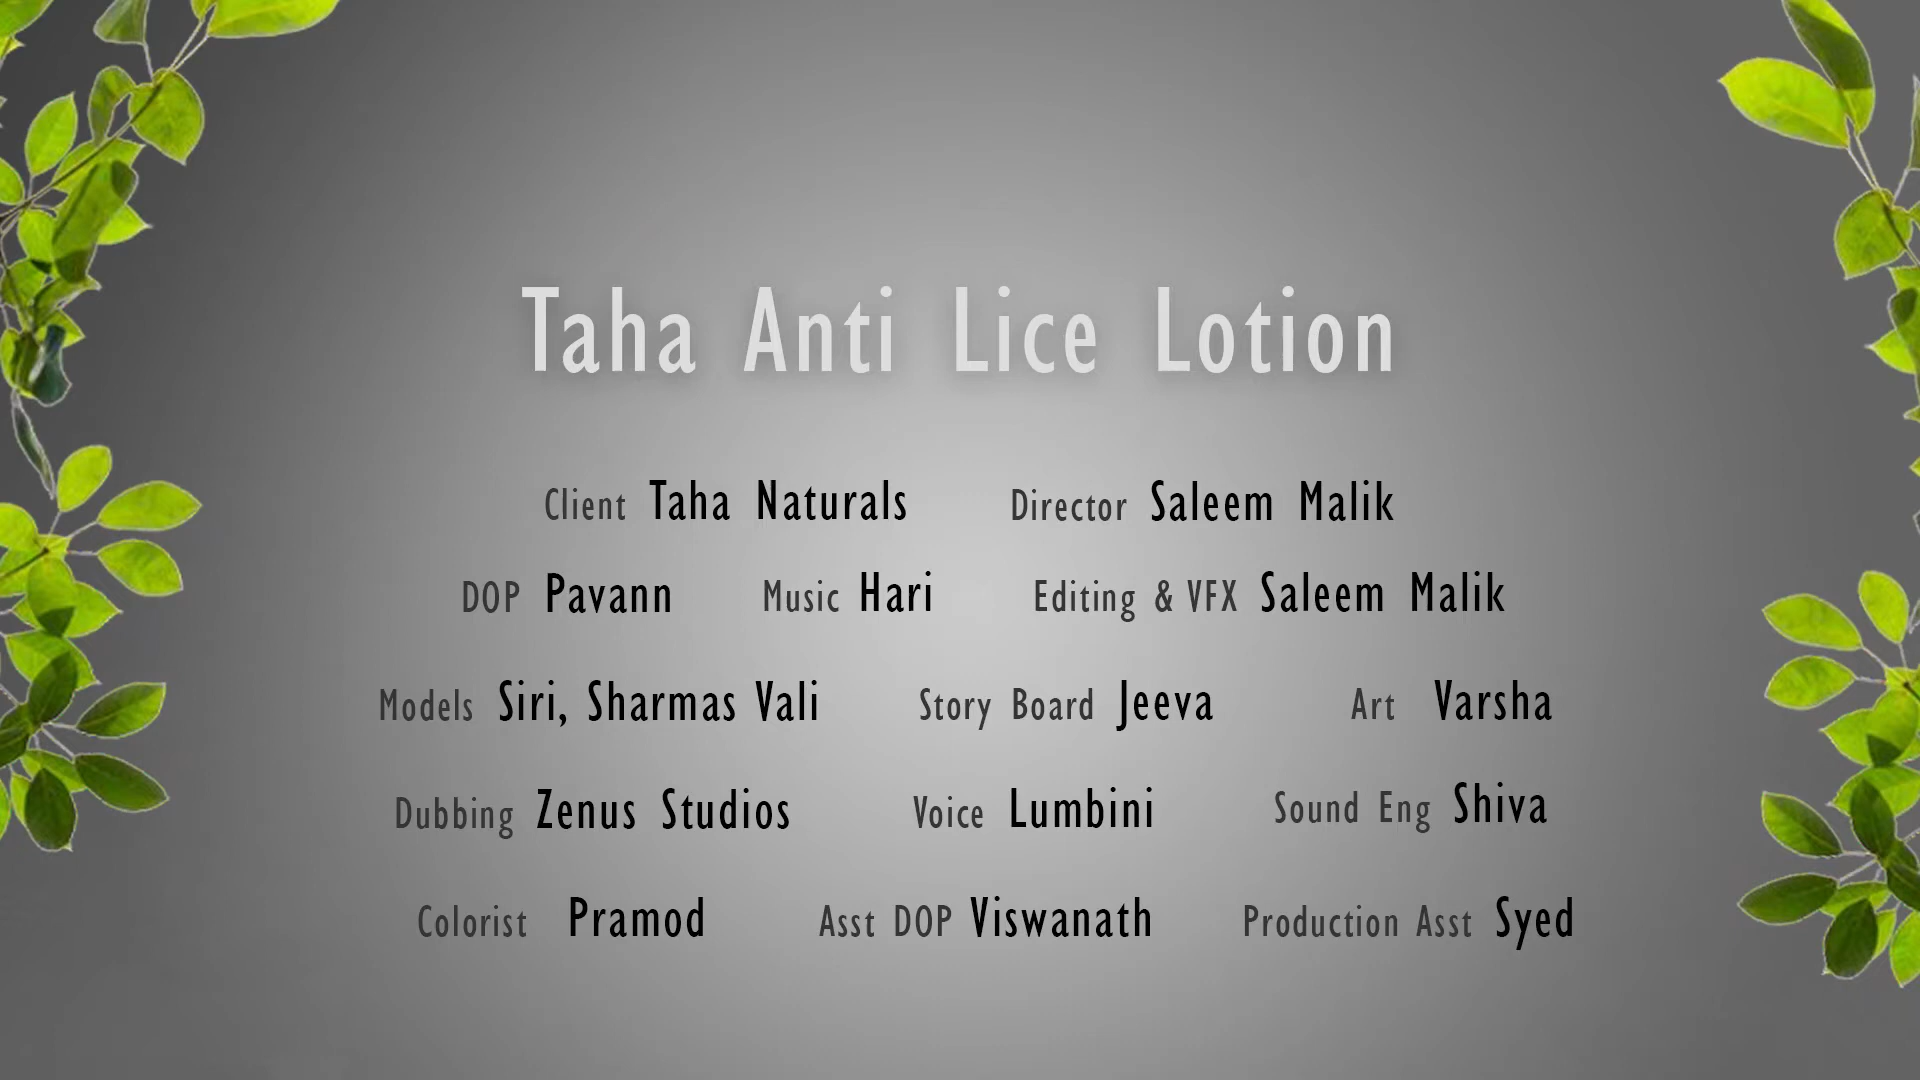 Taha Anti Lice Lotion
Client Taha Naturals Director Saleem Malik
DOP Pavann Music Hari Editing & VFX Saleem Malik
Models Siri, Sharmas Vali Story Board Jeeva Art Varsha
Dubbing Zenus Studios Voice Lumbini Sound Eng Shiva
Colorist Pramod Asst DOP Viswanath Production Asst Syed